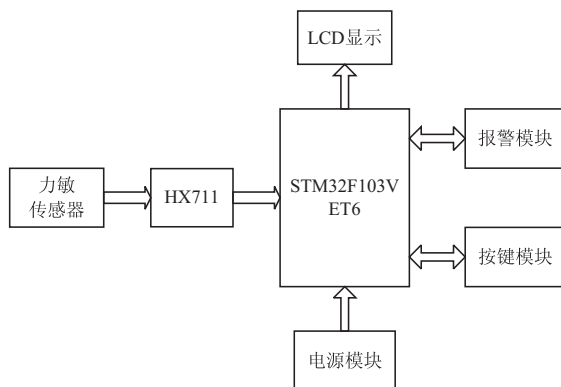 LCD显示
报警模块
力敏
传感器
HX711
STM32F103V
ET6
按键模块
电源模块